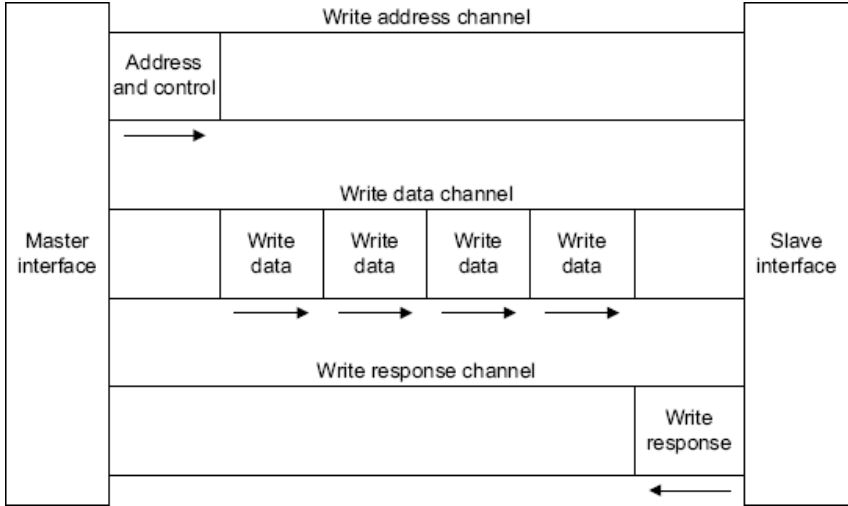 Write address channel
Address
and control
Write data channel
Master
interface
Write
data
Write
data
Write
data
Write
data
Slave
interface
Write response channel
Write
response